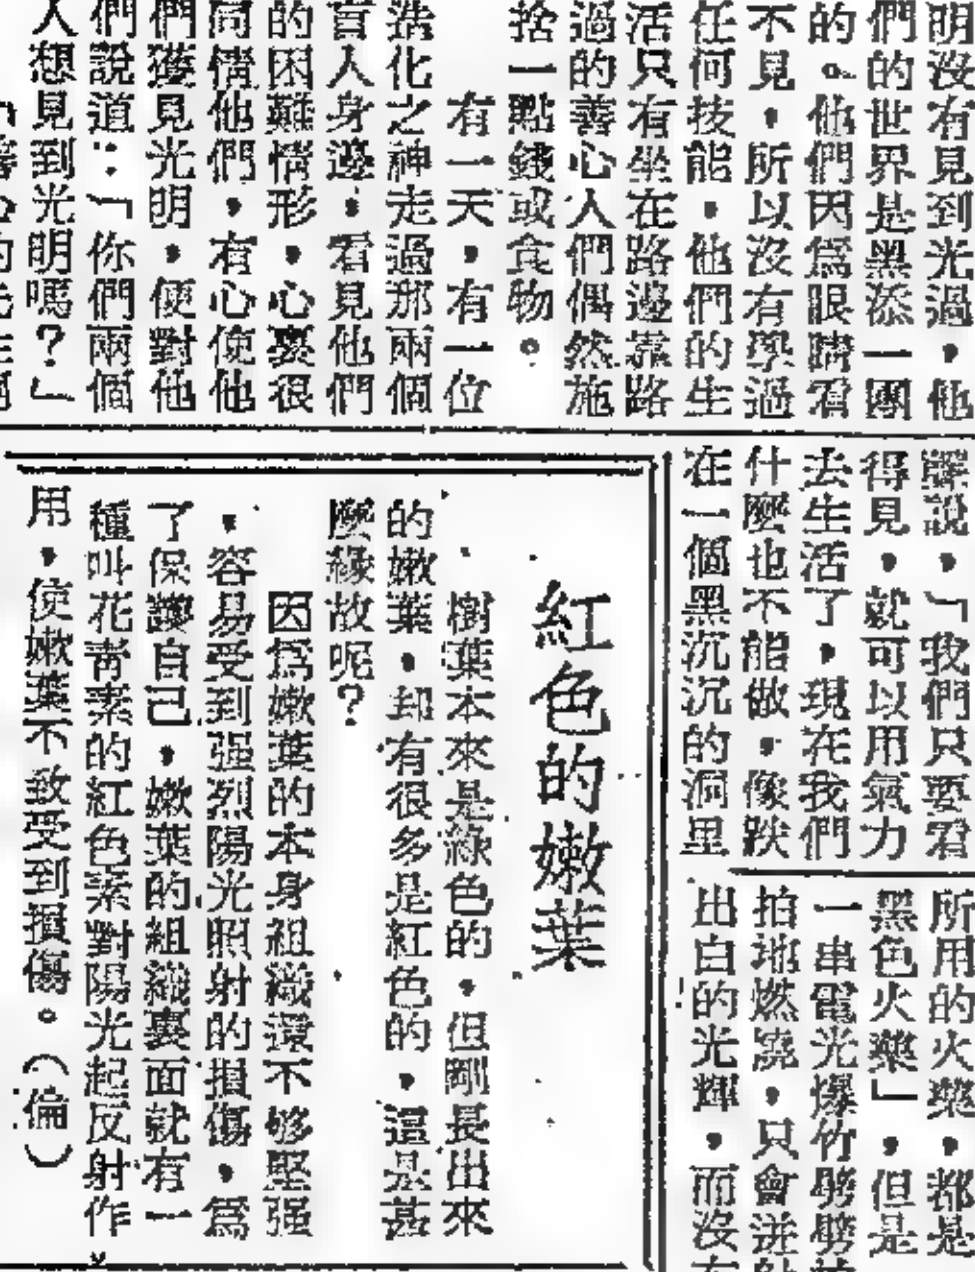 明沒有見到光過，他
們的世界是黑漆一團
的。他們因爲眼睛看
不見，所以沒有學過
任何技能，他們的生
活只有坐在路邊靠路
過的善心人們偶然施
捨一點錢或食物。
有一天，有一位
造化之神走過那兩個
盲人身邊，看見他們
的困難情形，心裏很
同情他們，有心使他
們獲見光明，便對他
們說道：「你們兩個
人想見到光明嗎？」
解說，「我們只要看
得見，就可以用氣力
去生活了，現在我們
什麼也不能做，像跌
在一個黑沉沉的洞里
紅色的嫩葉
樹葉本來是綠色的，但剛長出來
的嫩葉，却有很多是紅色的，這是甚
麼緣故呢？
因爲嫩葉的本身組織還不够堅强
，容易受到强烈陽光照射的損傷，爲
了保護自己，嫩葉的組織裏面就有一
種叫花靑素的紅色素對陽光起反射作
用，使嫩葉不致受到損傷。（倫）
所用的火藥，都是
黑色火藥」，但是
一串電光爆竹劈劈
拍地燃燒，只會迸
出白的光輝，而沒